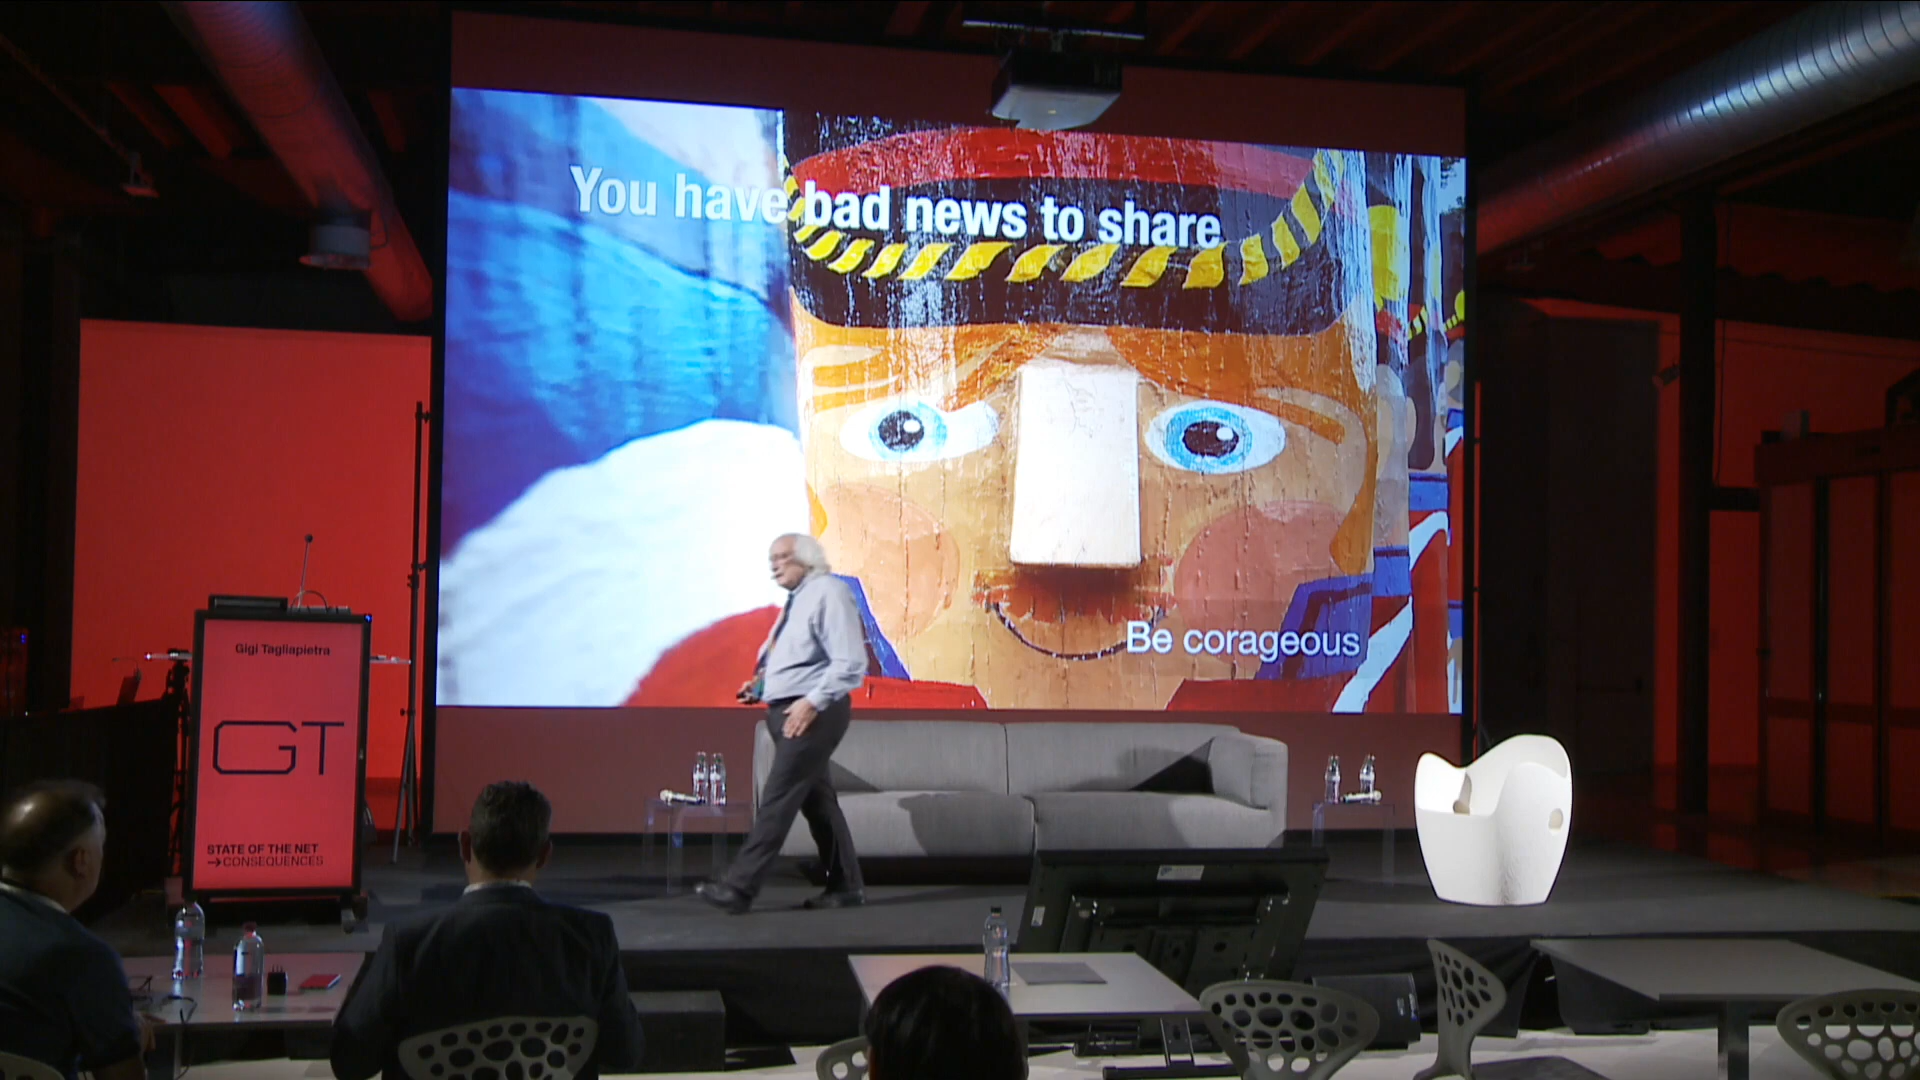 You have bad news to share
Be corageous
Gigi Tagliapietra
GT
STATE OF THE NET
→CONSEQUENCES